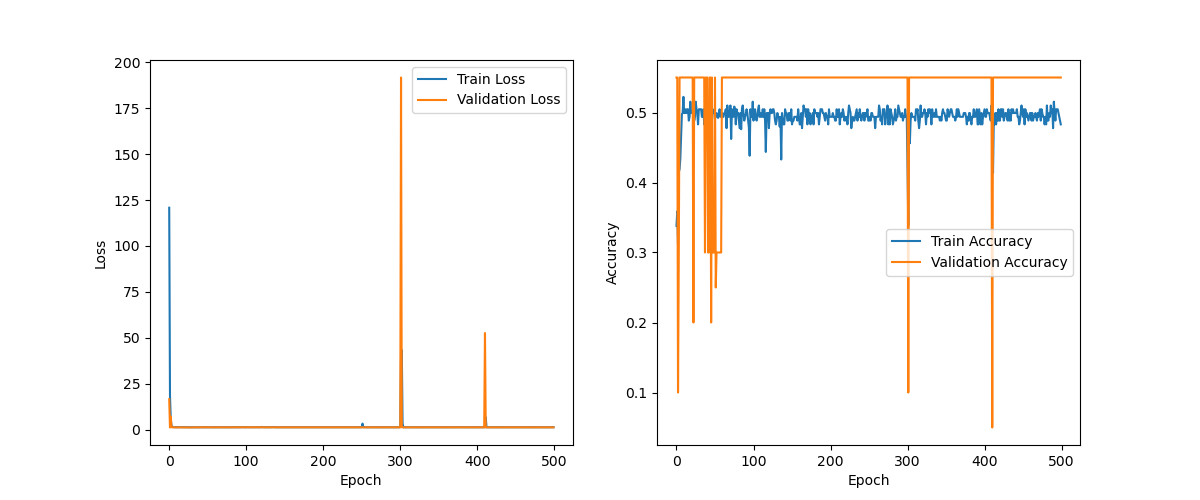 200
175
150
125
100
75
50
25
0
Loss
0 100 200 300 400 500
Epoch
Train Loss
Validation Loss
0.5
0.4
0.3
0.2
0.1
Accuracy
0 100 200 300 400 500
Epoch
Train Accuracy
Validation Accuracy